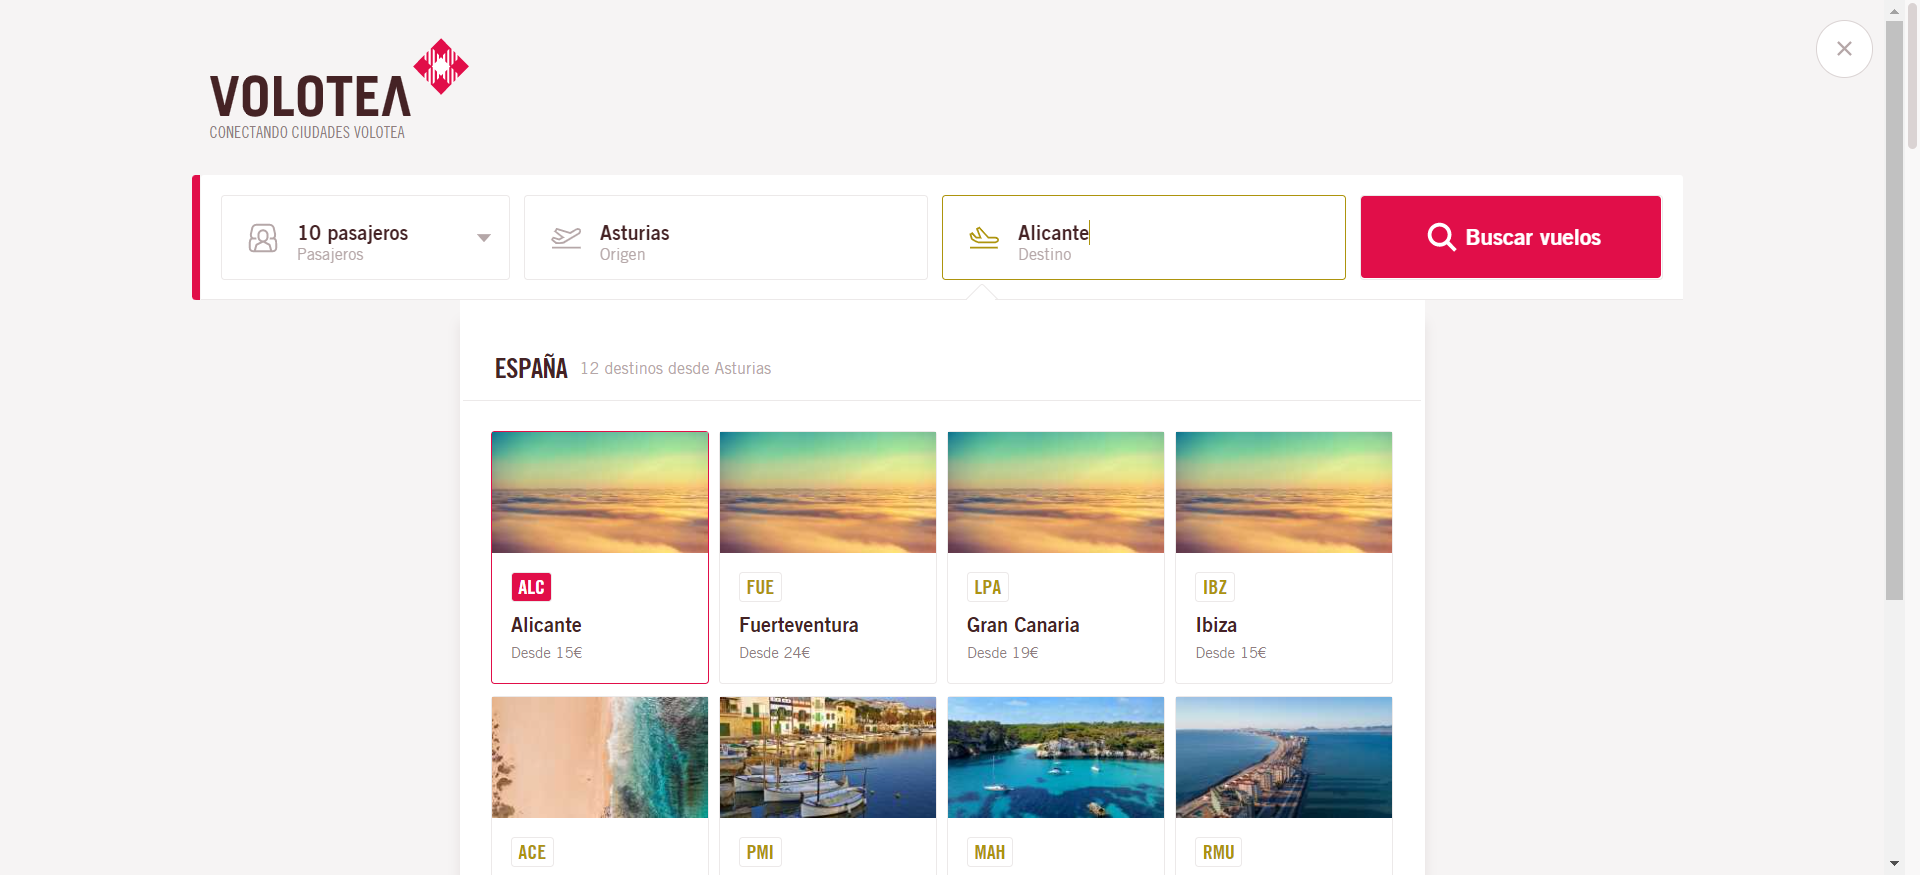 VOLOTEA
CONECTANDO CIUDADES VOLOTEA
10 pasajeros
Pasajeros
Asturias
Origen
Alicante
Destino
Buscar vuelos
ESPAÑA 12 destinos desde Asturias
ALC
Alicante
Desde 15€
FUE
Fuerteventura
Desde 24€
LPA
Gran Canaria
Desde 19€
IBZ
Ibiza
Desde 15€
ACE
PMI
MAH
RMU